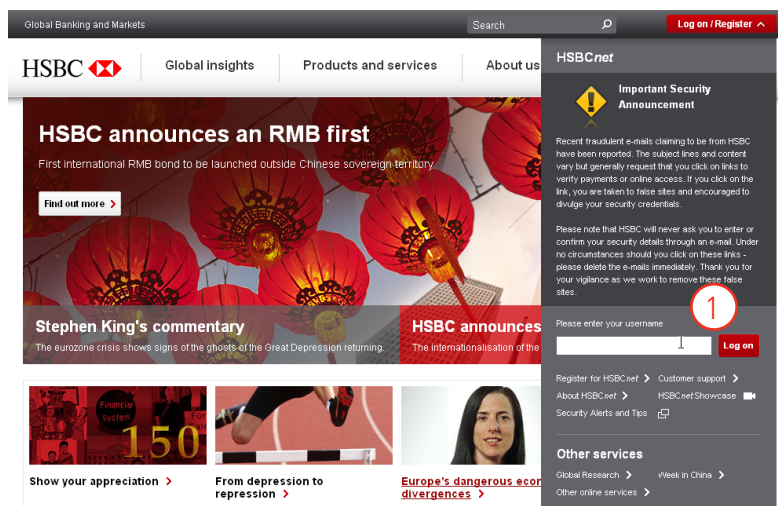 Global Banking and Markets
Search
Log on / Register
HSBC
Global insights
Products and services
About us
HSBC announces an RMB first
First international RMB bond to be launched outside Chinese sovereign territory.
Find out more
Stephen King's commentary
The eurozone crisis shows signs of the ghosts of the Great Depression returning.
HSBC announces
The internationalisation of the
Financial
System
For
150
Show your appreciation
From depression to
repression
Europe's dangerous econ
divergences
HSBCnet
Important Security
Announcement
Recent fraudulent e-mails claiming to be from HSBC
have been reported. The subject lines and content
vary but generally request that you click on links to
verify payments or online access. If you click on the
link, you are taken to false sites and encouraged to
divulge your security credentials.
Please note that HSBC will never ask you to enter or
confirm your security details through an e-mail. Under
no circumstances should you click on these links -
please delete the e-mails immediately. Thank you for
your vigilance as we work to remove these false
sites.
1
Please enter your username
Log on
Register for HSBCnet
Customer support
About HSBCnet
HSBCnet Showcase
Security Alerts and Tips
Other services
Global Research
Week in China
Other online services